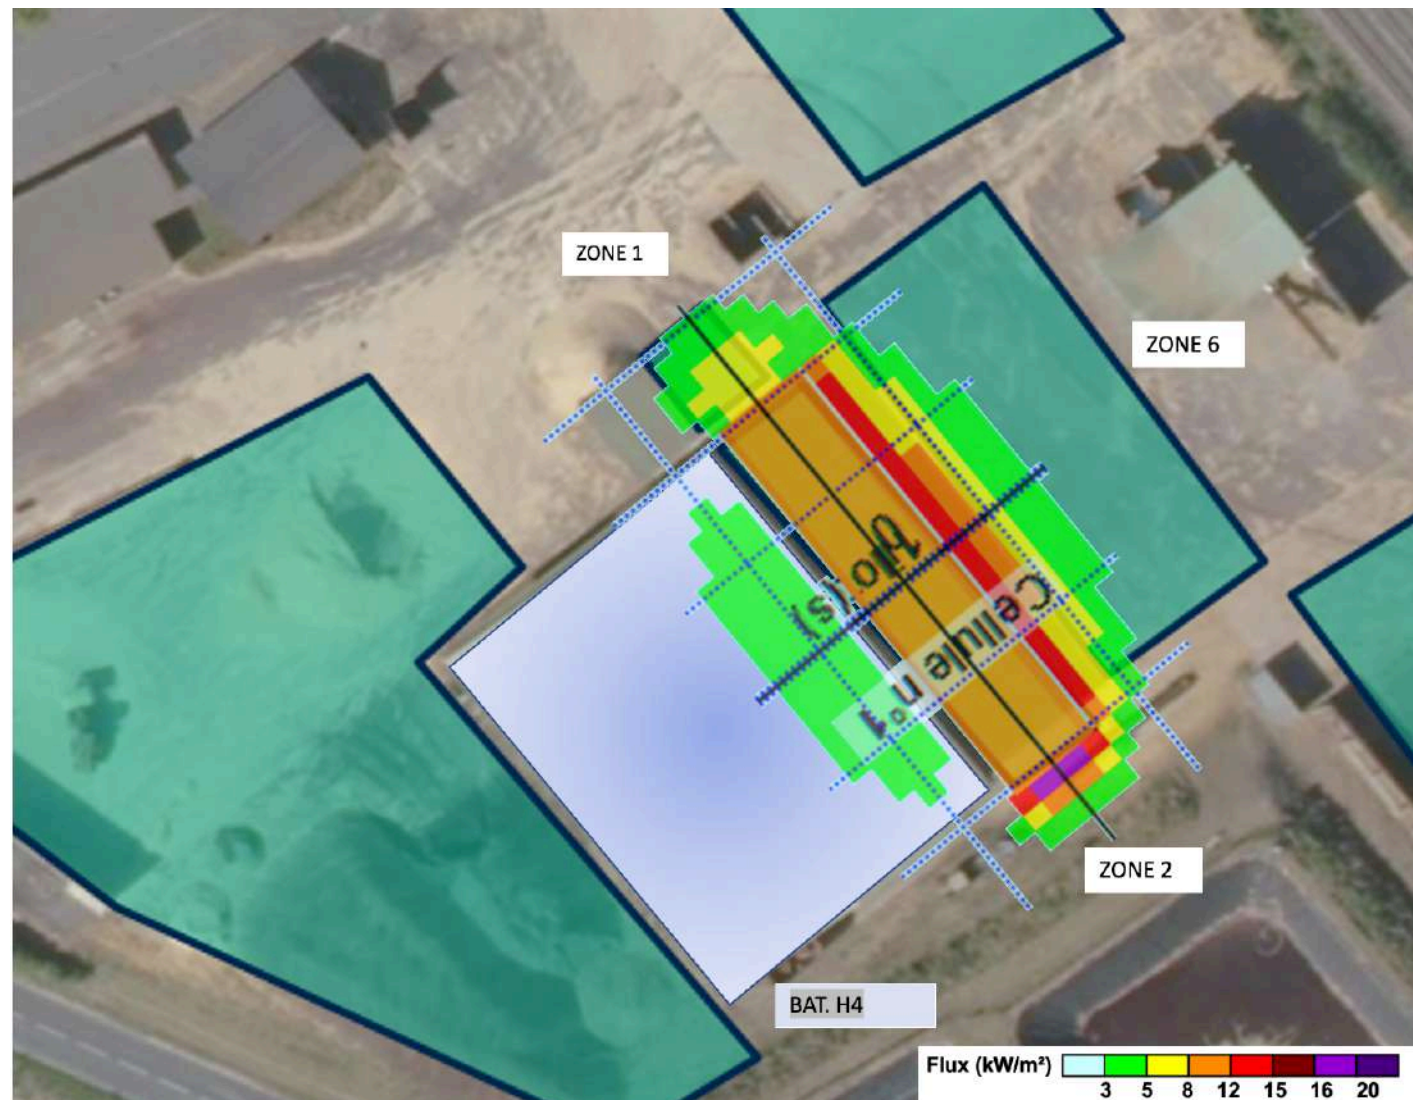 ZONE 1
ZONE 6
Cellule n°1
ZONE 2
BAT. H4
Flux (kW/m²)
3 5 8 12 15 16 20